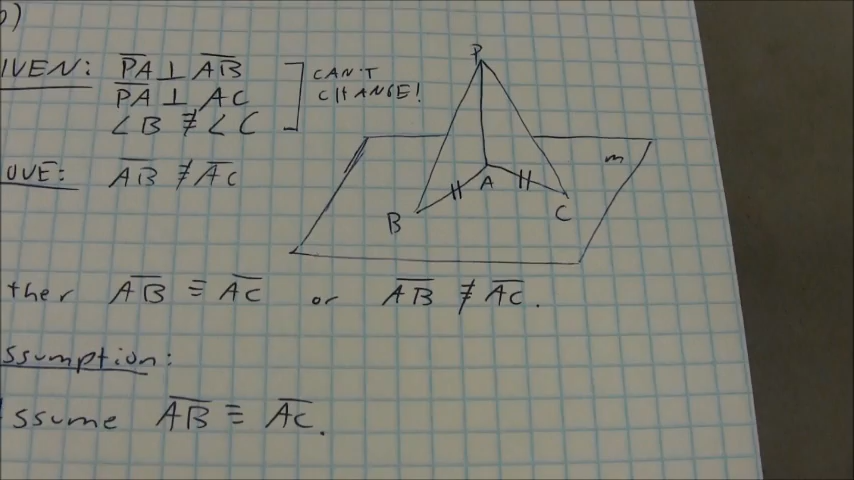 )
IVEN: PA ⊥ AB
PA ⊥ AC
∠B ≢ ∠C
CAN'T
CHANGE!
OVE: AB ≢ AC
P
A
B
C
m
ther AB ≡ AC or AB ≢ AC.
ssumption:
Assume AB ≡ AC.